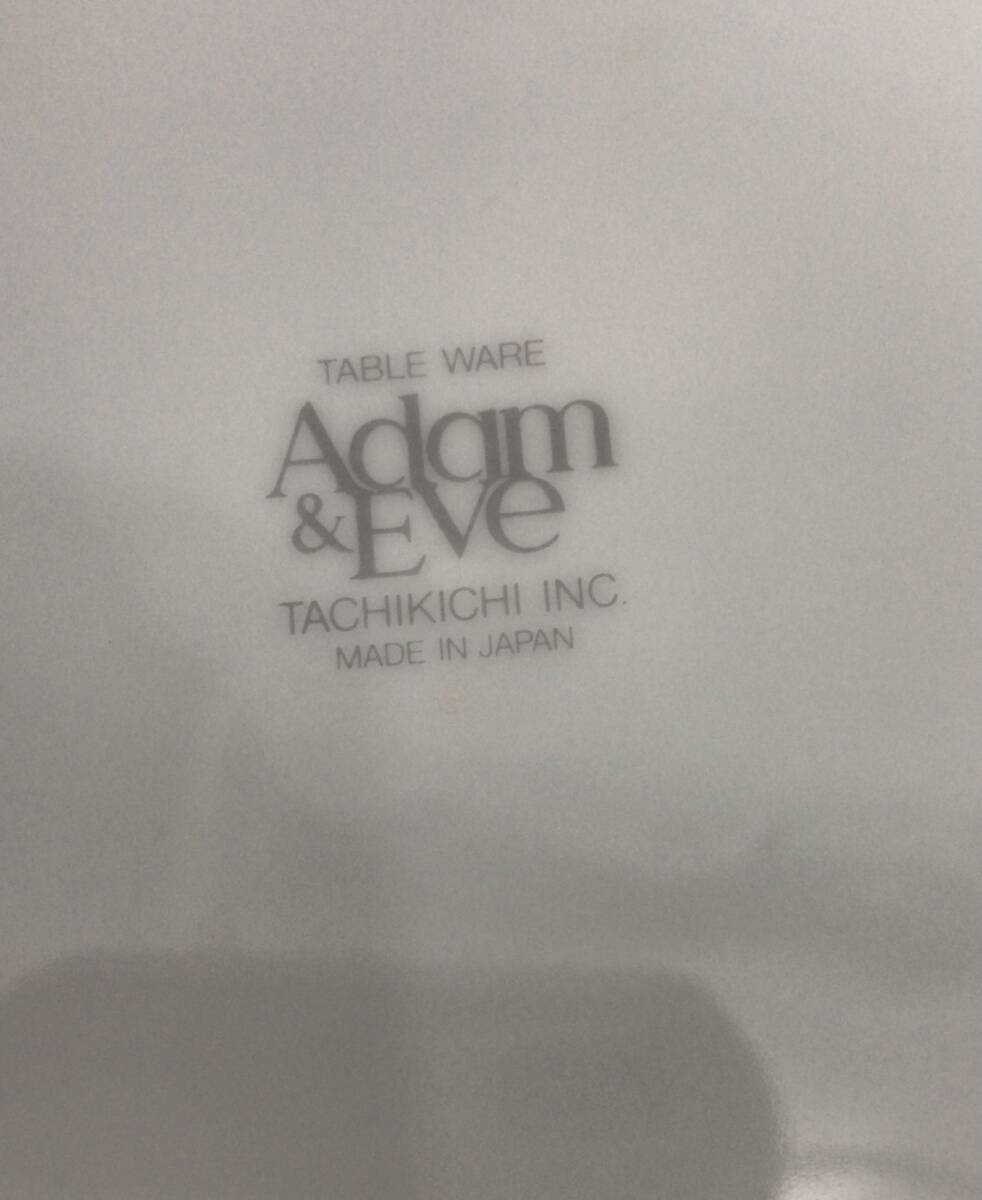 TABLE WARE
Adam
&Eve
TACHIKICHI INC.
MADE IN JAPAN